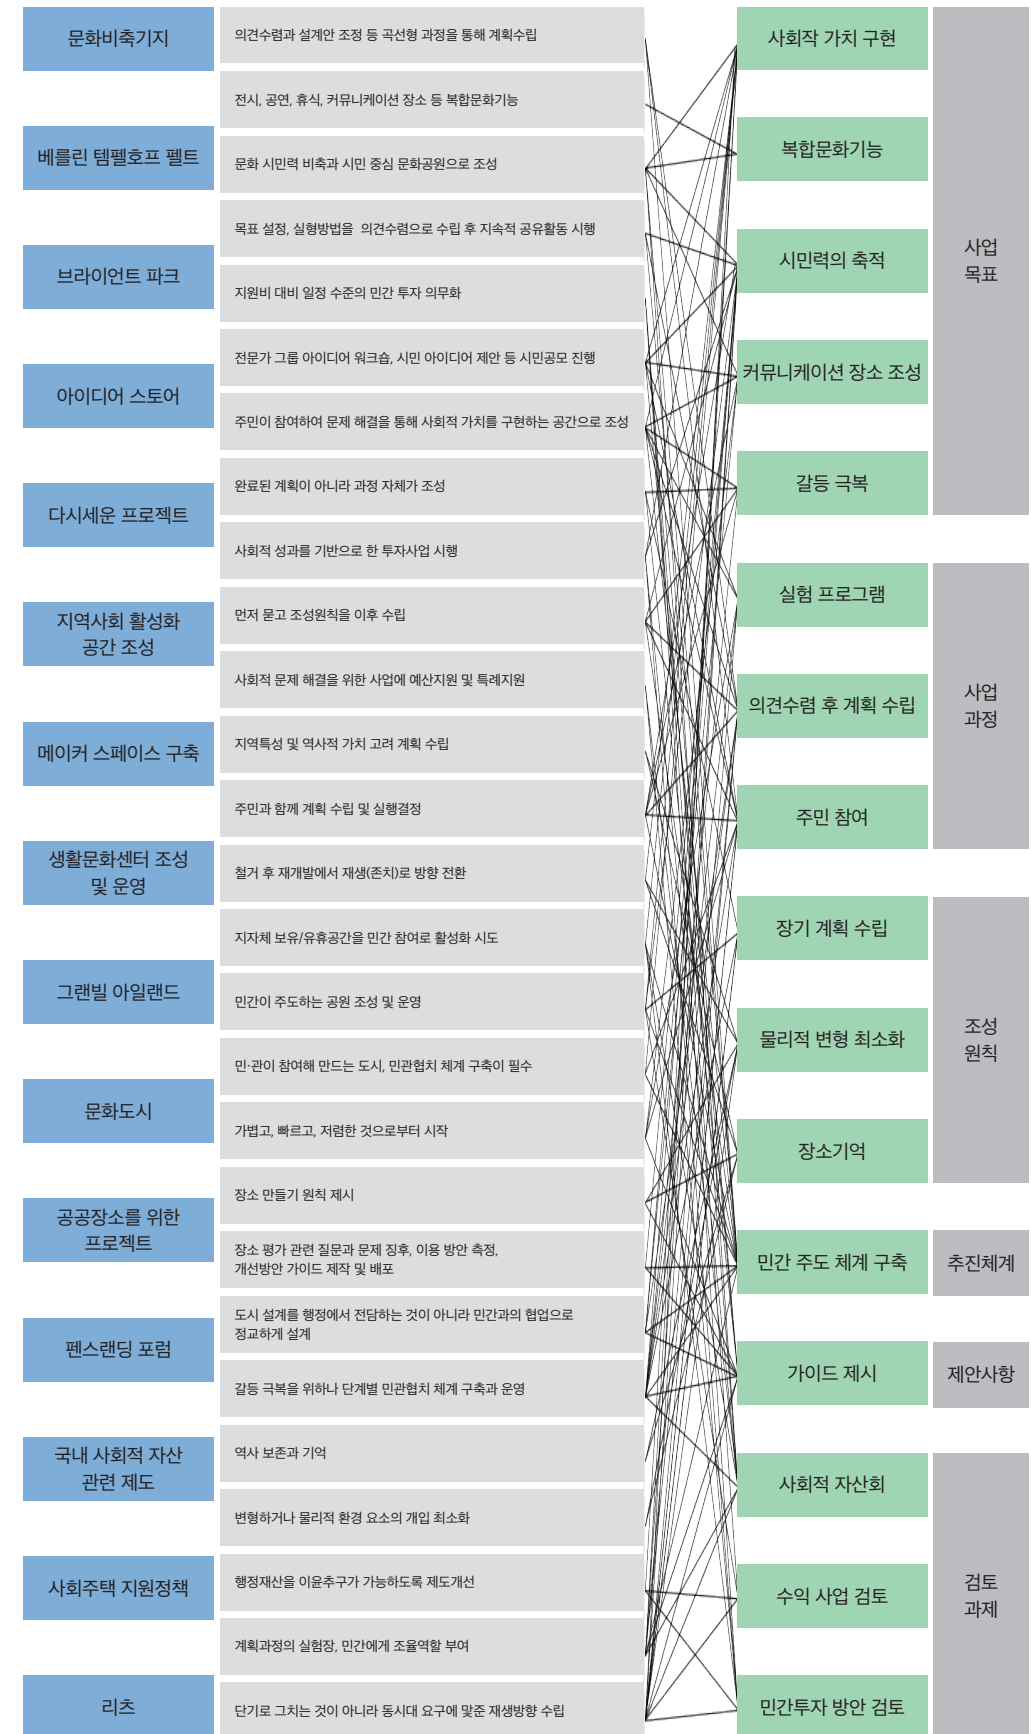 문화비축기지
베를린 템펠호프 펠트
브라이언트 파크
아이디어 스토어
다시세운 프로젝트
지역사회 활성화
공간 조성
메이커 스페이스 구축
생활문화센터 조성
및 운영
그랜빌 아일랜드
문화도시
공공장소를 위한
프로젝트
펜스랜딩 포럼
국내 사회적 자산
관련 제도
사회주택 지원정책
리츠
의견수렴과 설계안 조정 등 곡선형 과정을 통해 계획수립
전시, 공연, 휴식, 커뮤니케이션 장소 등 복합문화기능
문화 시민력 비축과 시민 중심 문화공원으로 조성
목표 설정, 실형방법을 의견수렴으로 수립 후 지속적 공유활동 시행
지원비 대비 일정 수준의 민간 투자 의무화
전문가 그룹 아이디어 워크숍, 시민 아이디어 제안 등 시민공모 진행
주민이 참여하여 문제 해결을 통해 사회적 가치를 구현하는 공간으로 조성
완료된 계획이 아니라 과정 자체가 조성
사회적 성과를 기반으로 한 투자사업 시행
먼저 묻고 조성원칙을 이후 수립
사회적 문제 해결을 위한 사업에 예산지원 및 특례지원
지역특성 및 역사적 가치 고려 계획 수립
주민과 함께 계획 수립 및 실행결정
철거 후 재개발에서 재생(존치)로 방향 전환
지자체 보유/유휴공간을 민간 참여로 활성화 시도
민간이 주도하는 공원 조성 및 운영
민·관이 참여해 만드는 도시, 민관협치 체계 구축이 필수
가볍고, 빠르고, 저렴한 것으로부터 시작
장소 만들기 원칙 제시
장소 평가 관련 질문과 문제 징후, 이용 방안 측정,
개선방안 가이드 제작 및 배포
도시 설계를 행정에서 전담하는 것이 아니라 민간과의 협업으로
정교하게 설계
갈등 극복을 위하나 단계별 민관협치 체계 구축과 운영
역사 보존과 기억
변형하거나 물리적 환경 요소의 개입 최소화
행정재산을 이윤추구가 가능하도록 제도개선
계획과정의 실험장, 민간에게 조율역할 부여
단기로 그치는 것이 아니라 동시대 요구에 맞춘 재생방향 수립
사회작 가치 구현
복합문화기능
시민력의 축적
커뮤니케이션 장소 조성
갈등 극복
실험 프로그램
의견수렴 후 계획 수립
주민 참여
장기 계획 수립
물리적 변형 최소화
장소기억
민간 주도 체계 구축
가이드 제시
사회적 자산회
수익 사업 검토
민간투자 방안 검토
사업
목표
사업
과정
조성
원칙
추진체계
제안사항
검토
과제